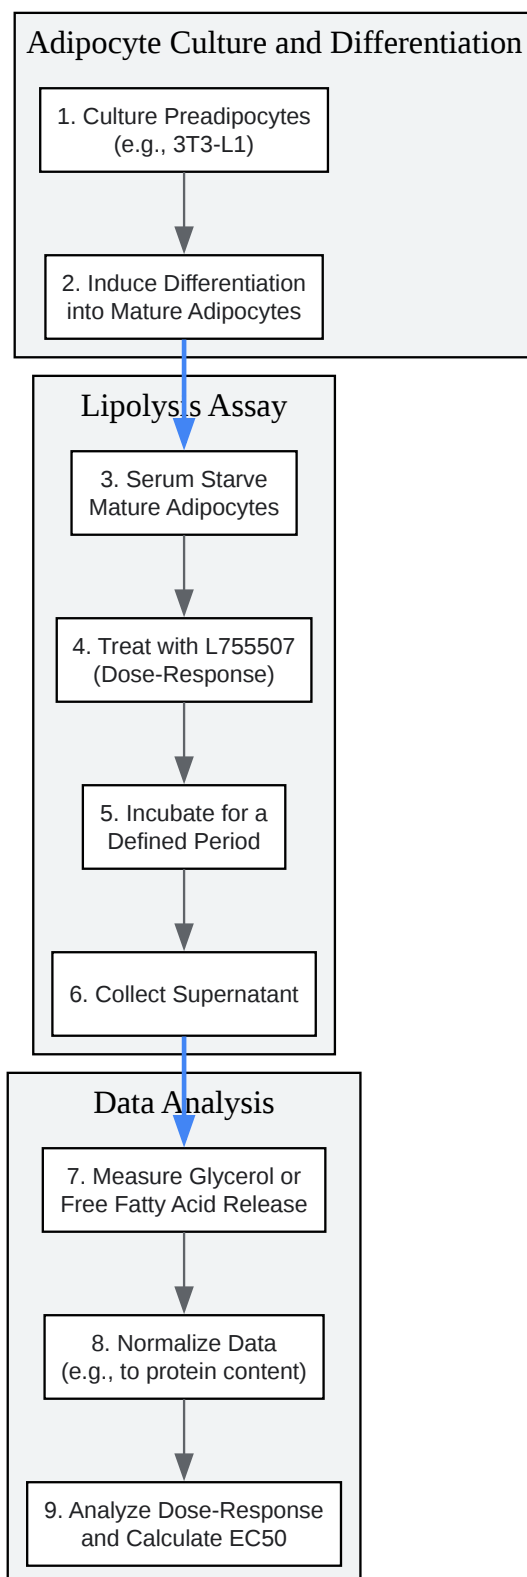 Adipocyte Culture and Differentiation
1. Culture Preadipocytes
(e.g., 3T3-L1)
2. Induce Differentiation
into Mature Adipocytes
Lipolysis Assay
3. Serum Starve
Mature Adipocytes
4. Treat with L755507
(Dose-Response)
5. Incubate for a
Defined Period
6. Collect Supernatant
Data Analysis
7. Measure Glycerol or
Free Fatty Acid Release
8. Normalize Data
(e.g., to protein content)
9. Analyze Dose-Response
and Calculate EC50